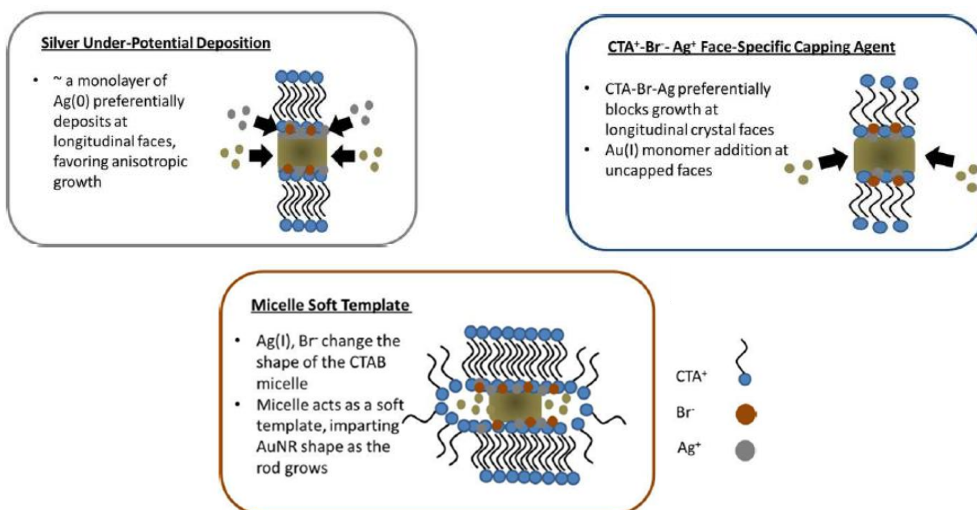 Silver Under-Potential Deposition
• ~ a monolayer of
Ag(0) preferentially
deposits at
longitudinal faces,
favoring anisotropic
growth
CTA⁺-Br⁻- Ag⁺ Face-Specific Capping Agent
• CTA-Br-Ag preferentially
blocks growth at
longitudinal crystal faces
• Au(I) monomer addition at
uncapped faces
Micelle Soft Template
• Ag(I), Br⁻ change the
shape of the CTAB
micelle
• Micelle acts as a soft
template, imparting
AuNR shape as the
rod grows
CTA⁺
Br⁻
Ag⁺